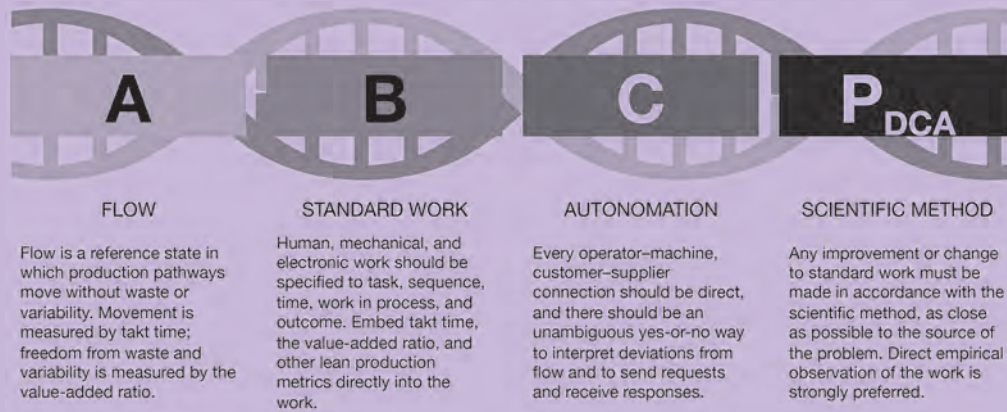 A
B
C
P DCA
FLOW
STANDARD WORK
AUTONOMATION
SCIENTIFIC METHOD
Flow is a reference state in
which production pathways
move without waste or
variability. Movement is
measured by takt time;
freedom from waste and
variability is measured by the
value-added ratio.
Human, mechanical, and
electronic work should be
specified to task, sequence,
time, work in process, and
outcome. Embed takt time,
the value-added ratio, and
other lean production
metrics directly into the
work.
Every operator–machine,
customer–supplier
connection should be direct,
and there should be an
unambiguous yes-or-no way
to interpret deviations from
flow and to send requests
and receive responses.
Any improvement or change
to standard work must be
made in accordance with the
scientific method, as close
as possible to the source of
the problem. Direct empirical
observation of the work is
strongly preferred.